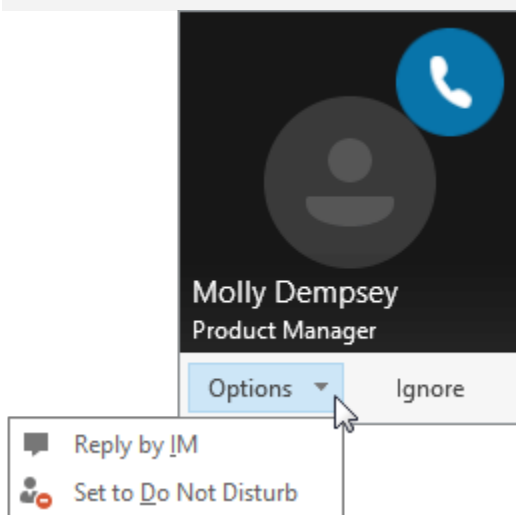 Molly Dempsey
Product Manager
Options Ignore
Reply by IM
Set to Do Not Disturb